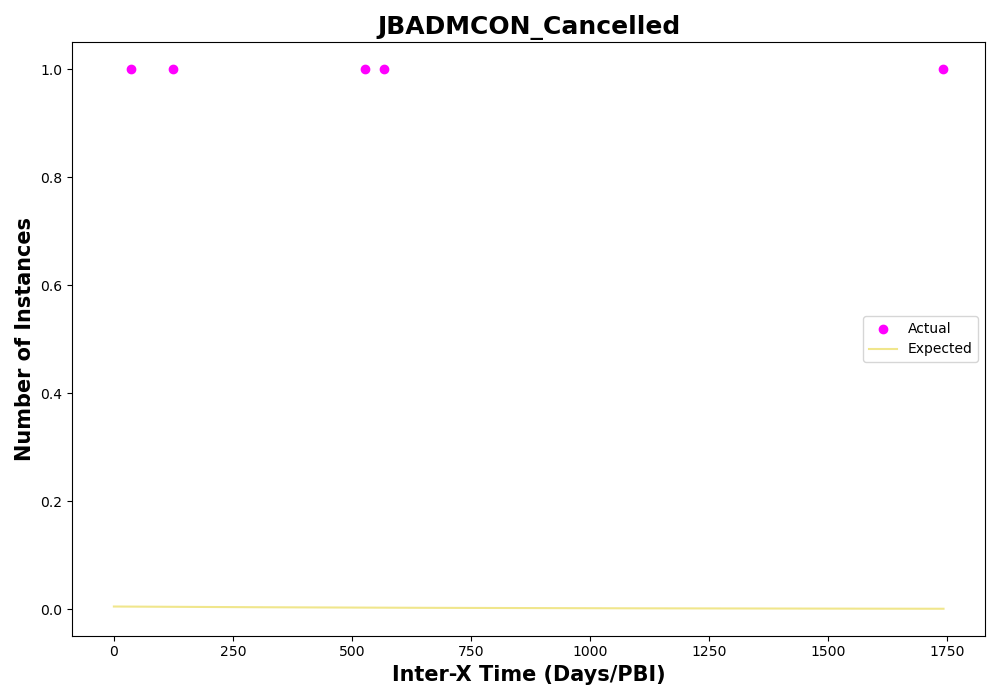 JBADMCON_Cancelled
Number of Instances
1.0
0.8
0.6
0.4
0.2
0.0
Actual
Expected
0 250 500 750 1000 1250 1500 1750
Inter-X Time (Days/PBI)